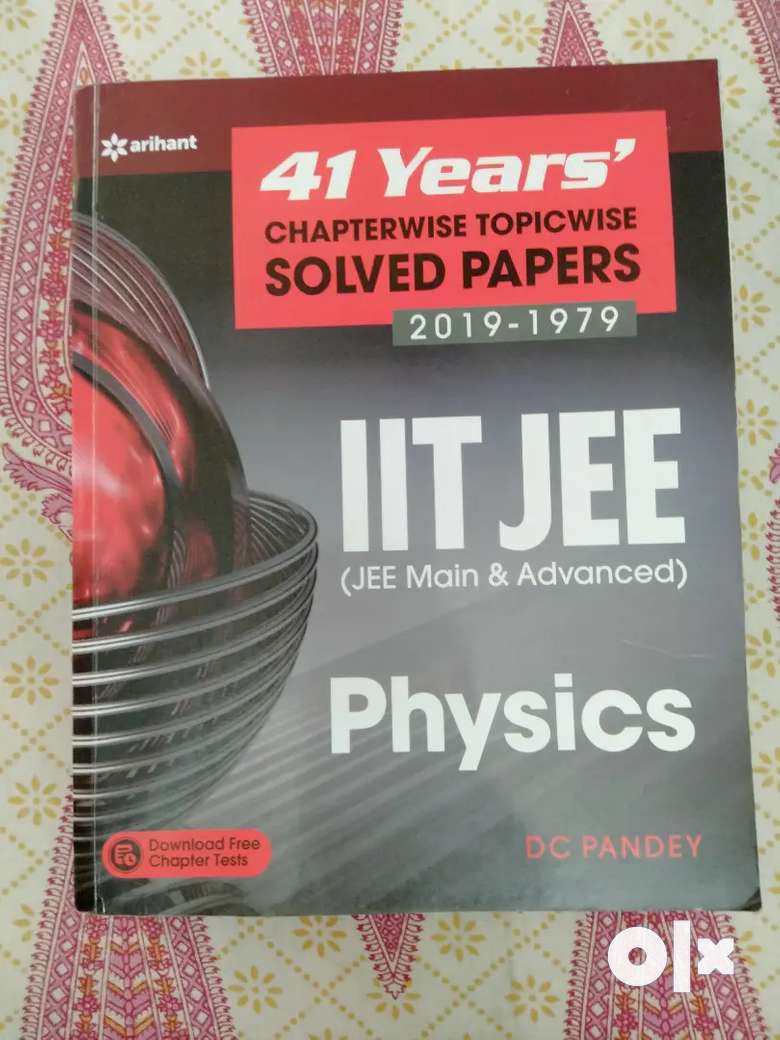 arihant
41 Years'
CHAPTERWISE TOPICWISE
SOLVED PAPERS
2019-1979
IIT JEE
(JEE Main & Advanced)
Physics
Download Free
Chapter Tests
DC PANDEY
olx